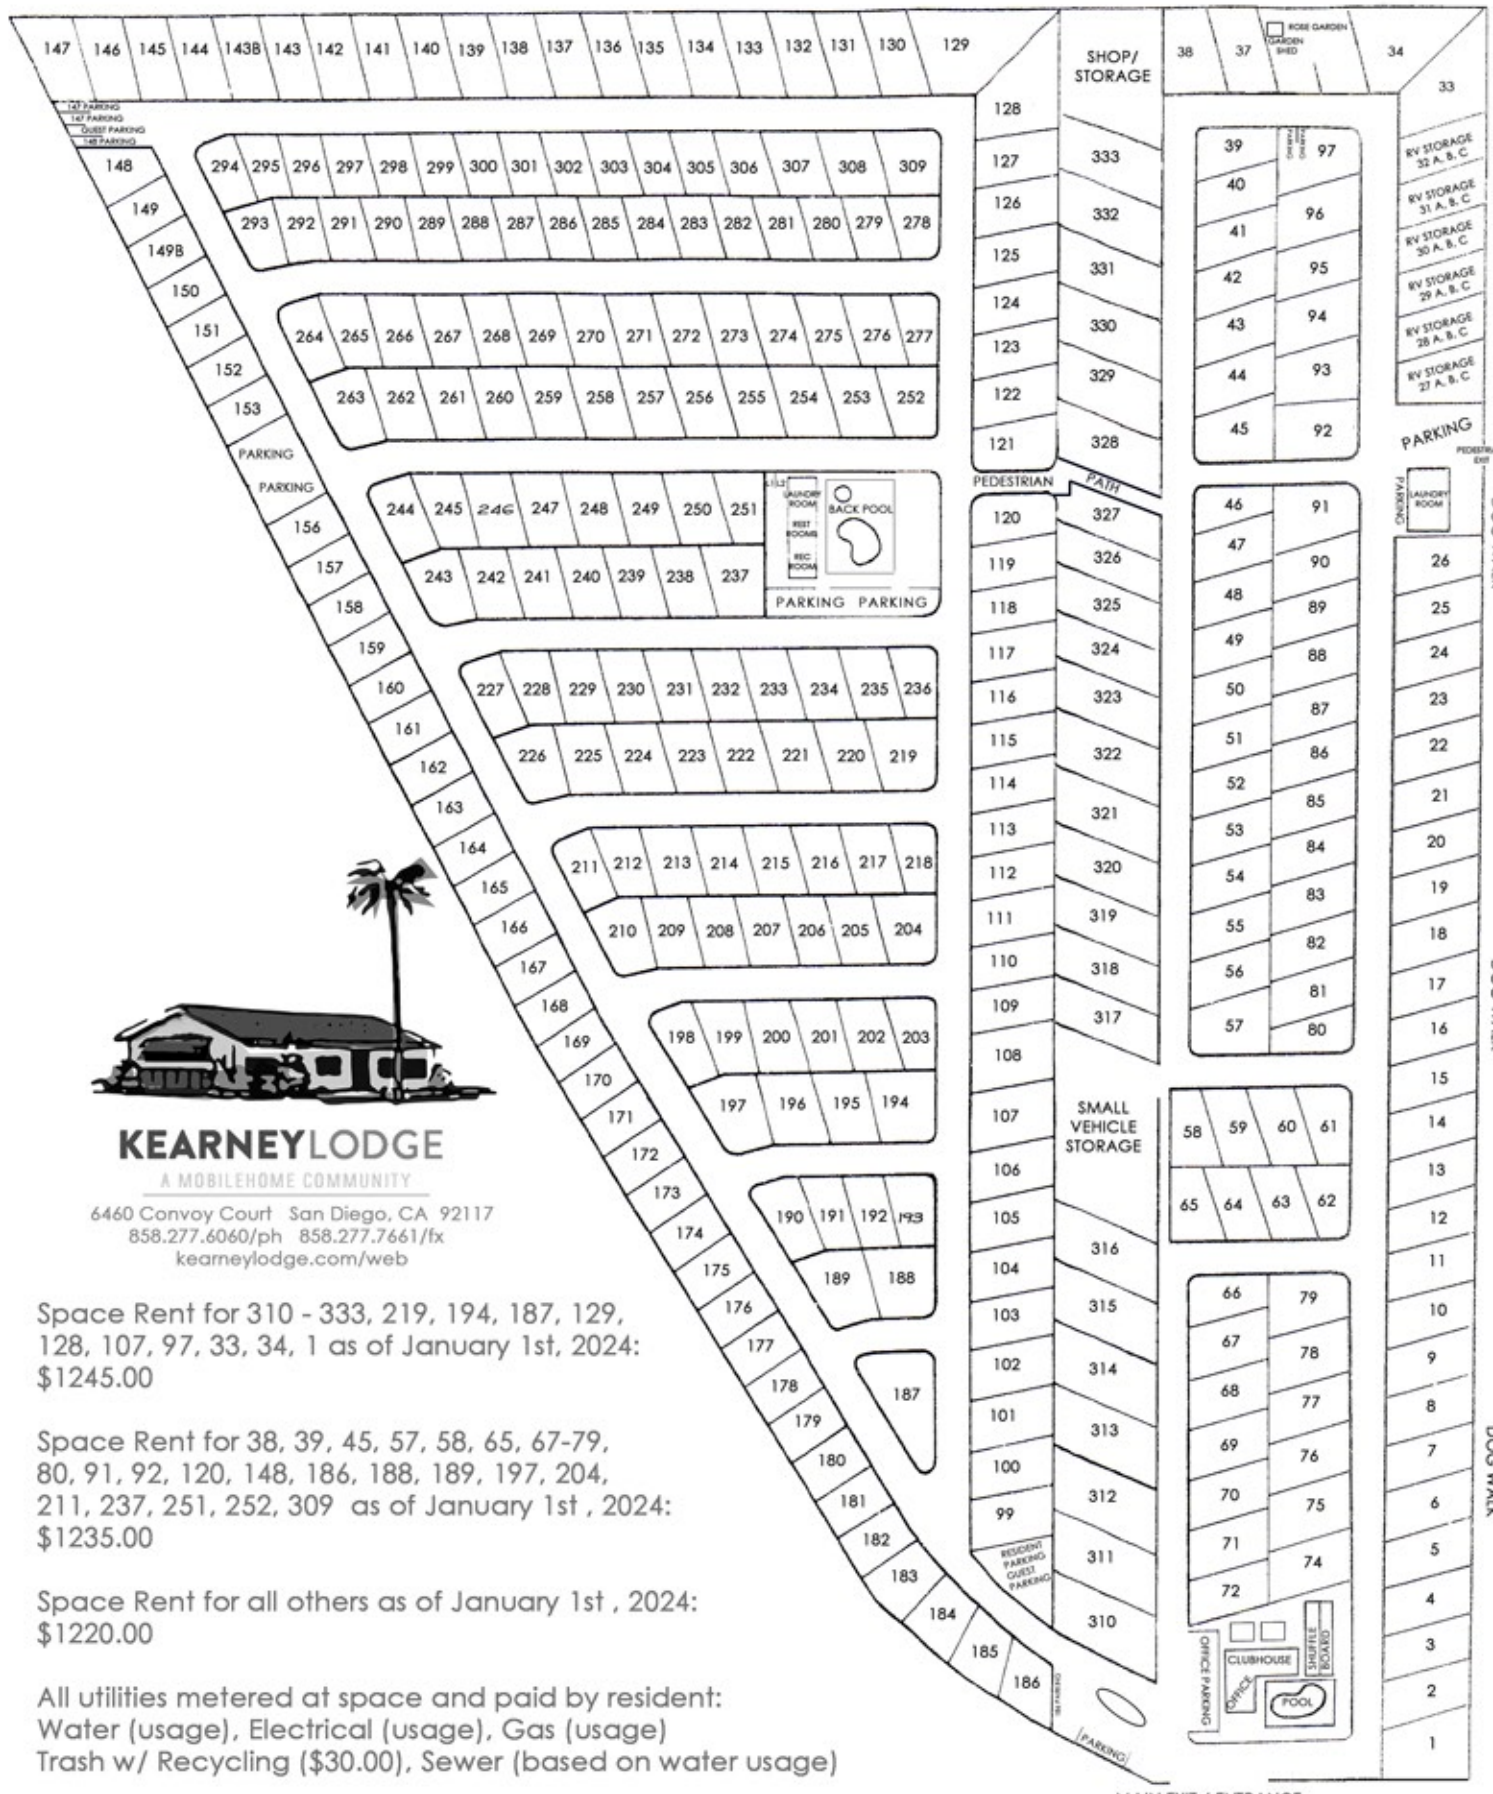 147 146 145 144 143B 143 142 141 140 139 138 137 136 135 134 133 132 131 130 129
SHOP/
STORAGE
38 37
ROSE GARDEN
GARDEN
SHED
34
33
147 PARKING
147 PARKING
GUEST PARKING
148 PARKING
148
149
149B
150
151
152
153
PARKING
PARKING
156
157
158
159
160
161
162
163
164
165
166
167
168
169
170
171
172
173
174
175
176
177
178
179
180
181
182
183
184
185
186
294 295 296 297 298 299 300 301 302 303 304 305 306 307 308 309
293 292 291 290 289 288 287 286 285 284 283 282 281 280 279 278
264 265 266 267 268 269 270 271 272 273 274 275 276 277
263 262 261 260 259 258 257 256 255 254 253 252
244 245 246 247 248 249 250 251
243 242 241 240 239 238 237
L1 L2
LAUNDRY
ROOM
REST
ROOMS
REC
ROOM
BACK POOL
PARKING PARKING
227 228 229 230 231 232 233 234 235 236
226 225 224 223 222 221 220 219
211 212 213 214 215 216 217 218
210 209 208 207 206 205 204
198 199 200 201 202 203
197 196 195 194
190 191 192 193
189 188
187
128
127
126
125
124
123
122
121
PEDESTRIAN PATH
120
119
118
117
116
115
114
113
112
111
110
109
108
107
106
105
104
103
102
101
100
99
RESIDENT
PARKING
GUEST
PARKING
333
332
331
330
329
328
327
326
325
324
323
322
321
320
319
318
317
SMALL
VEHICLE
STORAGE
316
315
314
313
312
311
310
39
40
41
42
43
44
45
PARKING
97
96
95
94
93
92
46
47
48
49
50
51
52
53
54
55
56
57
91
90
89
88
87
86
85
84
83
82
81
80
58 59 60 61
65 64 63 62
66
67
68
69
70
71
72
79
78
77
76
75
74
OFFICE PARKING
CLUBHOUSE
OFFICE
SHUFFLE
BOARD
POOL
PARKING
RV STORAGE
32 A, B, C
RV STORAGE
31 A, B, C
RV STORAGE
30 A, B, C
RV STORAGE
29 A, B, C
RV STORAGE
28 A, B, C
RV STORAGE
27 A, B, C
PARKING
EXIT
PARKING
LAUNDRY
ROOM
26
25
24
23
22
21
20
19
18
17
16
15
14
13
12
11
10
9
8
7
6
5
4
3
2
1
DOG WALK
KEARNEYLODGE
A MOBILEHOME COMMUNITY
6460 Convoy Court San Diego, CA 92117
858.277.6060/ph 858.277.7661/fx
kearneylodge.com/web
Space Rent for 310 - 333, 219, 194, 187, 129,
128, 107, 97, 33, 34, 1 as of January 1st, 2024:
$1245.00
Space Rent for 38, 39, 45, 57, 58, 65, 67-79,
80, 91, 92, 120, 148, 186, 188, 189, 197, 204,
211, 237, 251, 252, 309 as of January 1st , 2024:
$1235.00
Space Rent for all others as of January 1st , 2024:
$1220.00
All utilities metered at space and paid by resident:
Water (usage), Electrical (usage), Gas (usage)
Trash w/ Recycling ($30.00), Sewer (based on water usage)